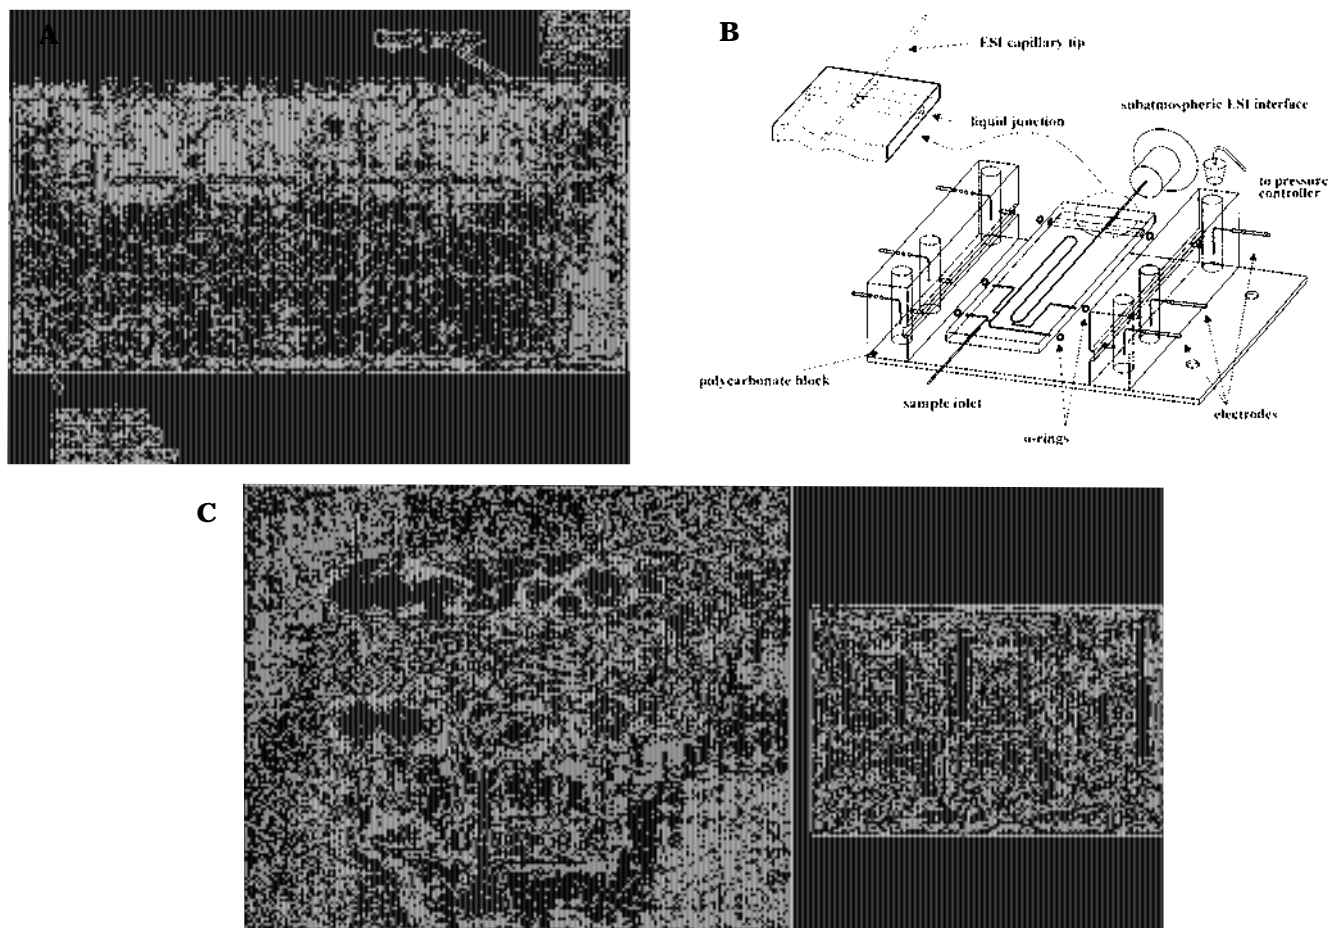 A
B
ESI capillary tip
subatmospheric ESI interface
liquid junction
to pressure
controller
polycarbonate block
sample inlet
electrodes
o-rings
C